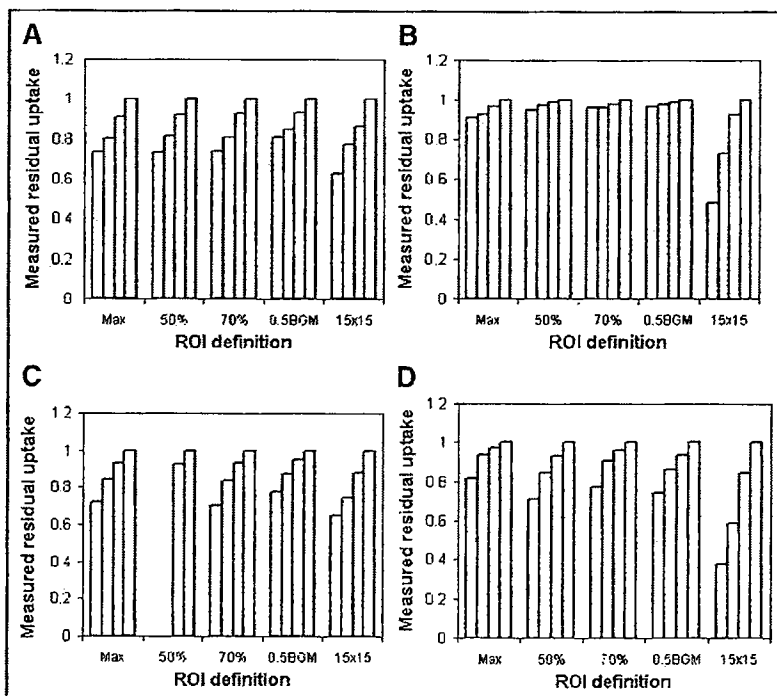 A
Measured residual uptake
1.2
1
0.8
0.6
0.4
0.2
0
Max 50% 70% 0.5BGM 15x15
ROI definition
B
Measured residual uptake
1.2
1
0.8
0.6
0.4
0.2
0
Max 50% 70% 0.5BGM 15x15
ROI definition
C
Measured residual uptake
1.2
1
0.8
0.6
0.4
0.2
0
Max 50% 70% 0.5BGM 15x15
ROI definition
D
Measured residual uptake
1.2
1
0.8
0.6
0.4
0.2
0
Max 50% 70% 0.5BGM 15x15
ROI definition